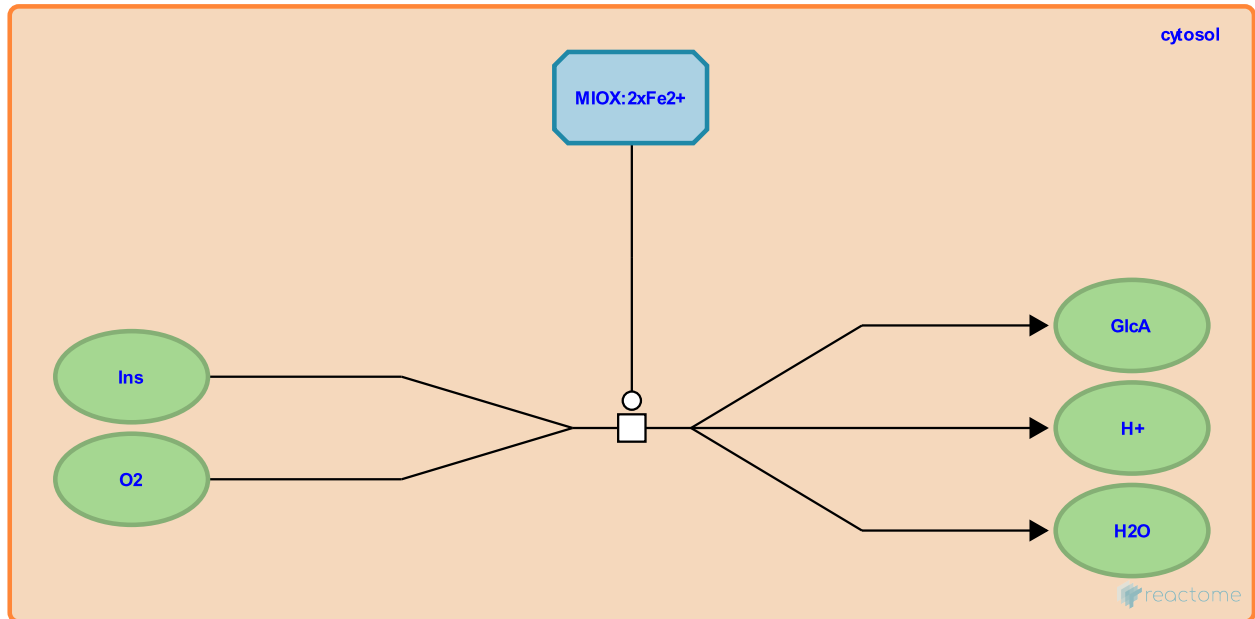 cytosol
MIOX:2xFe2+
GlcA
Ins
H+
O2
H2O
reactome